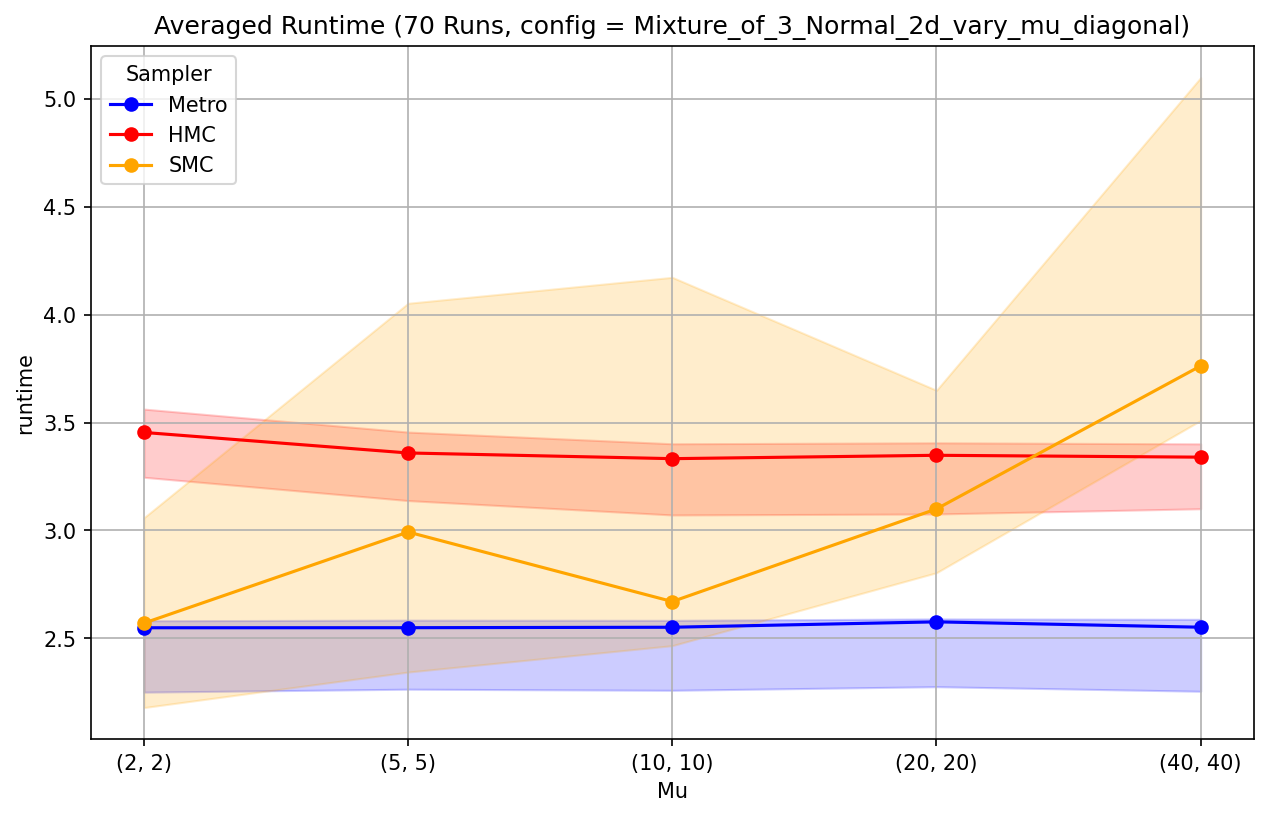 Averaged Runtime (70 Runs, config = Mixture_of_3_Normal_2d_vary_mu_diagonal)
Sampler
Metro
HMC
SMC
5.0
4.5
4.0
3.5
3.0
2.5
runtime
(2, 2)
(5, 5)
(10, 10)
(20, 20)
(40, 40)
Mu